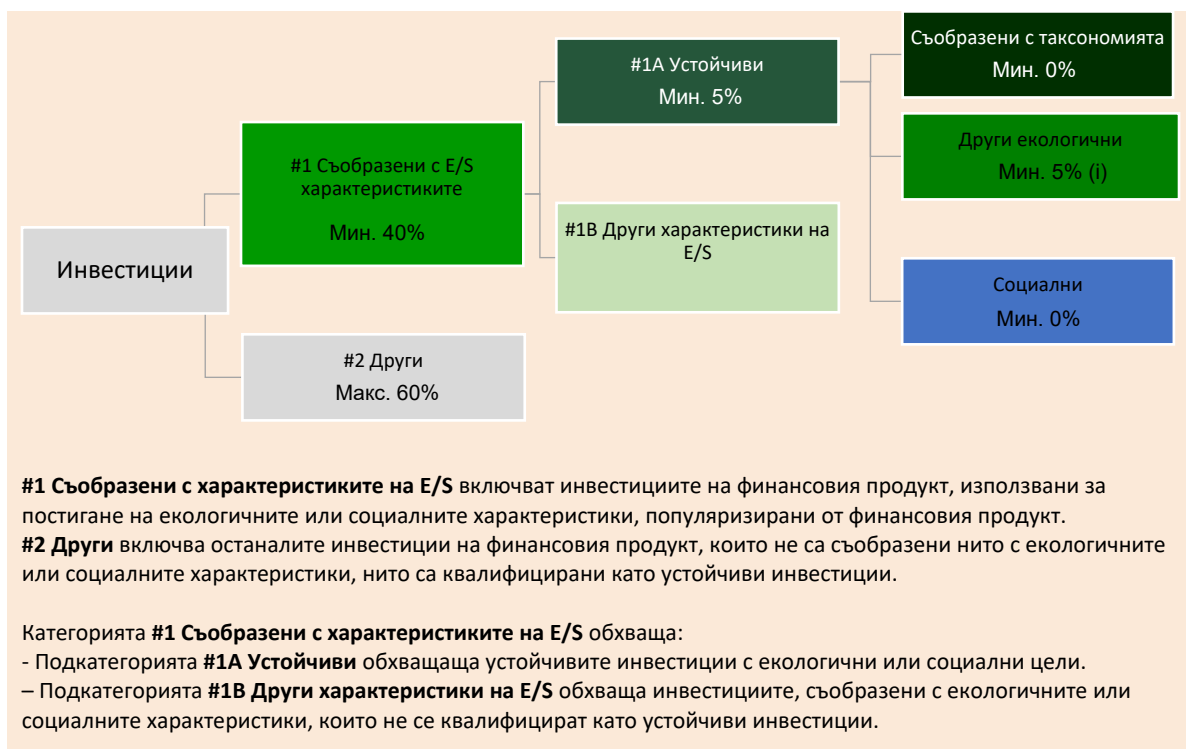 Инвестиции
#1 Съобразени с E/S
характеристиките
Мин. 40%
#2 Други
Макс. 60%
#1A Устойчиви
Мин. 5%
#1B Други характеристики на
E/S
Съобразени с таксономията
Мин. 0%
Други екологични
Мин. 5% (i)
Социални
Мин. 0%
#1 Съобразени с характеристиките на E/S включват инвестициите на финансовия продукт, използвани за
постигане на екологичните или социалните характеристики, популяризирани от финансовия продукт.
#2 Други включва останалите инвестиции на финансовия продукт, които не са съобразени нито с екологичните
или социалните характеристики, нито са квалифицирани като устойчиви инвестиции.
Категорията #1 Съобразени с характеристиките на E/S обхваща:
- Подкатегорията #1A Устойчиви обхващаща устойчивите инвестиции с екологични или социални цели.
– Подкатегорията #1B Други характеристики на E/S обхваща инвестициите, съобразени с екологичните или
социалните характеристики, които не се квалифицират като устойчиви инвестиции.